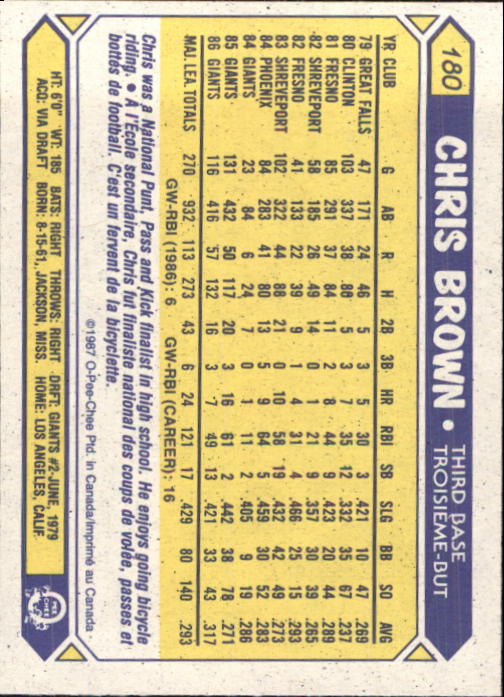 180
CHRIS BROWN • THIRD BASE
TROISIEME-BUT
YR CLUB G AB R H 2B 3B HR RBI SB SLG BB SO AVG
79 GREAT FALLS 47 171 24 46 5 3 5 30 3 .421 10 47 .269
80 CLINTON 103 337 38 80 5 3 7 35 12 .332 35 67 .237
81 FRESNO 85 291 37 84 11 2 8 44 9 .423 20 44 .289
82 SHREVEPORT 58 185 26 49 14 0 1 21 9 .357 30 39 .265
82 FRESNO 41 133 22 39 9 1 4 31 4 .466 25 15 .293
83 SHREVEPORT 102 322 44 88 21 0 10 58 19 .432 42 49 .273
84 PHOENIX 84 283 41 80 13 5 9 64 5 .459 30 52 .283
84 GIANTS 23 84 6 24 7 0 1 11 2 .405 9 19 .286
85 GIANTS 131 432 50 117 20 3 16 61 2 .442 38 78 .271
86 GIANTS 116 416 57 132 16 3 7 49 13 .421 33 43 .317
MAJ. LEA. TOTALS 270 932 113 273 43 6 24 121 17 .429 80 140 .293
GW-RBI (1986): 6 GW-RBI (CAREER): 16
Chris was a National Punt, Pass and Kick finalist in high school. He enjoys going bicycle
riding. • À l'École secondaire, Chris fut finaliste national des coups de volée, passes et
bottés de football. C'est un fervent de la bicyclette.
©1987 O-Pee-Chee Ptd. in Canada/Imprimé au Canada
HT: 6'0" WT: 185 BATS: RIGHT THROWS: RIGHT DRFT: GIANTS #2-JUNE, 1979
ACQ: VIA DRAFT BORN: 8-15-61, JACKSON, MISS. HOME: LOS ANGELES, CALIF.
O
PEE
CHEE